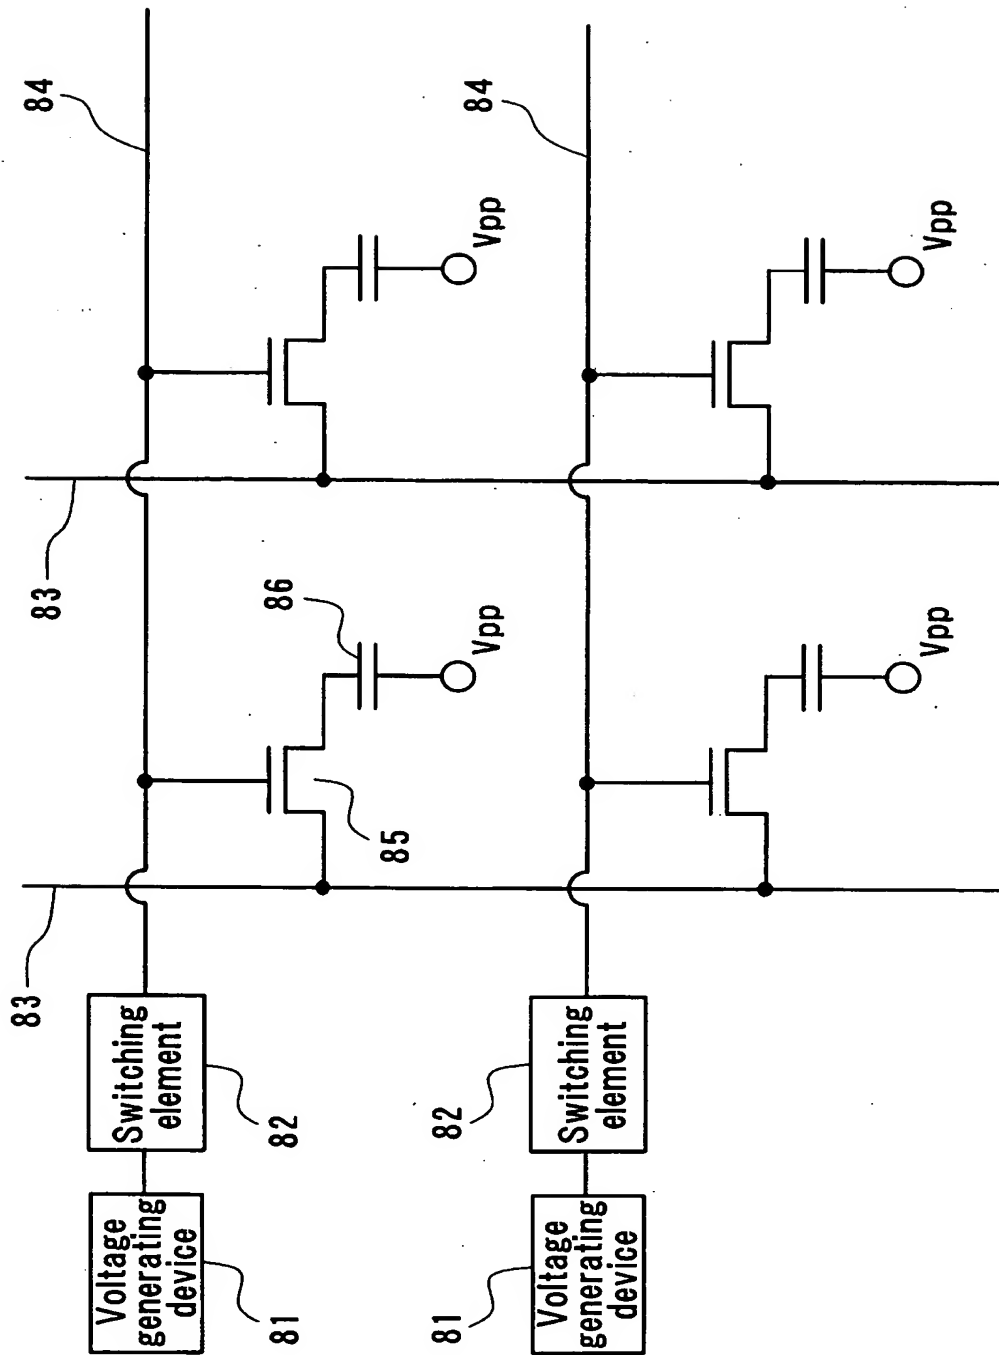 83
83
84
Voltage
generating
device
Switching
element
81
82
86
85
Vpp
Vpp
81
82
84
Voltage
generating
device
Switching
element
Vpp
Vpp